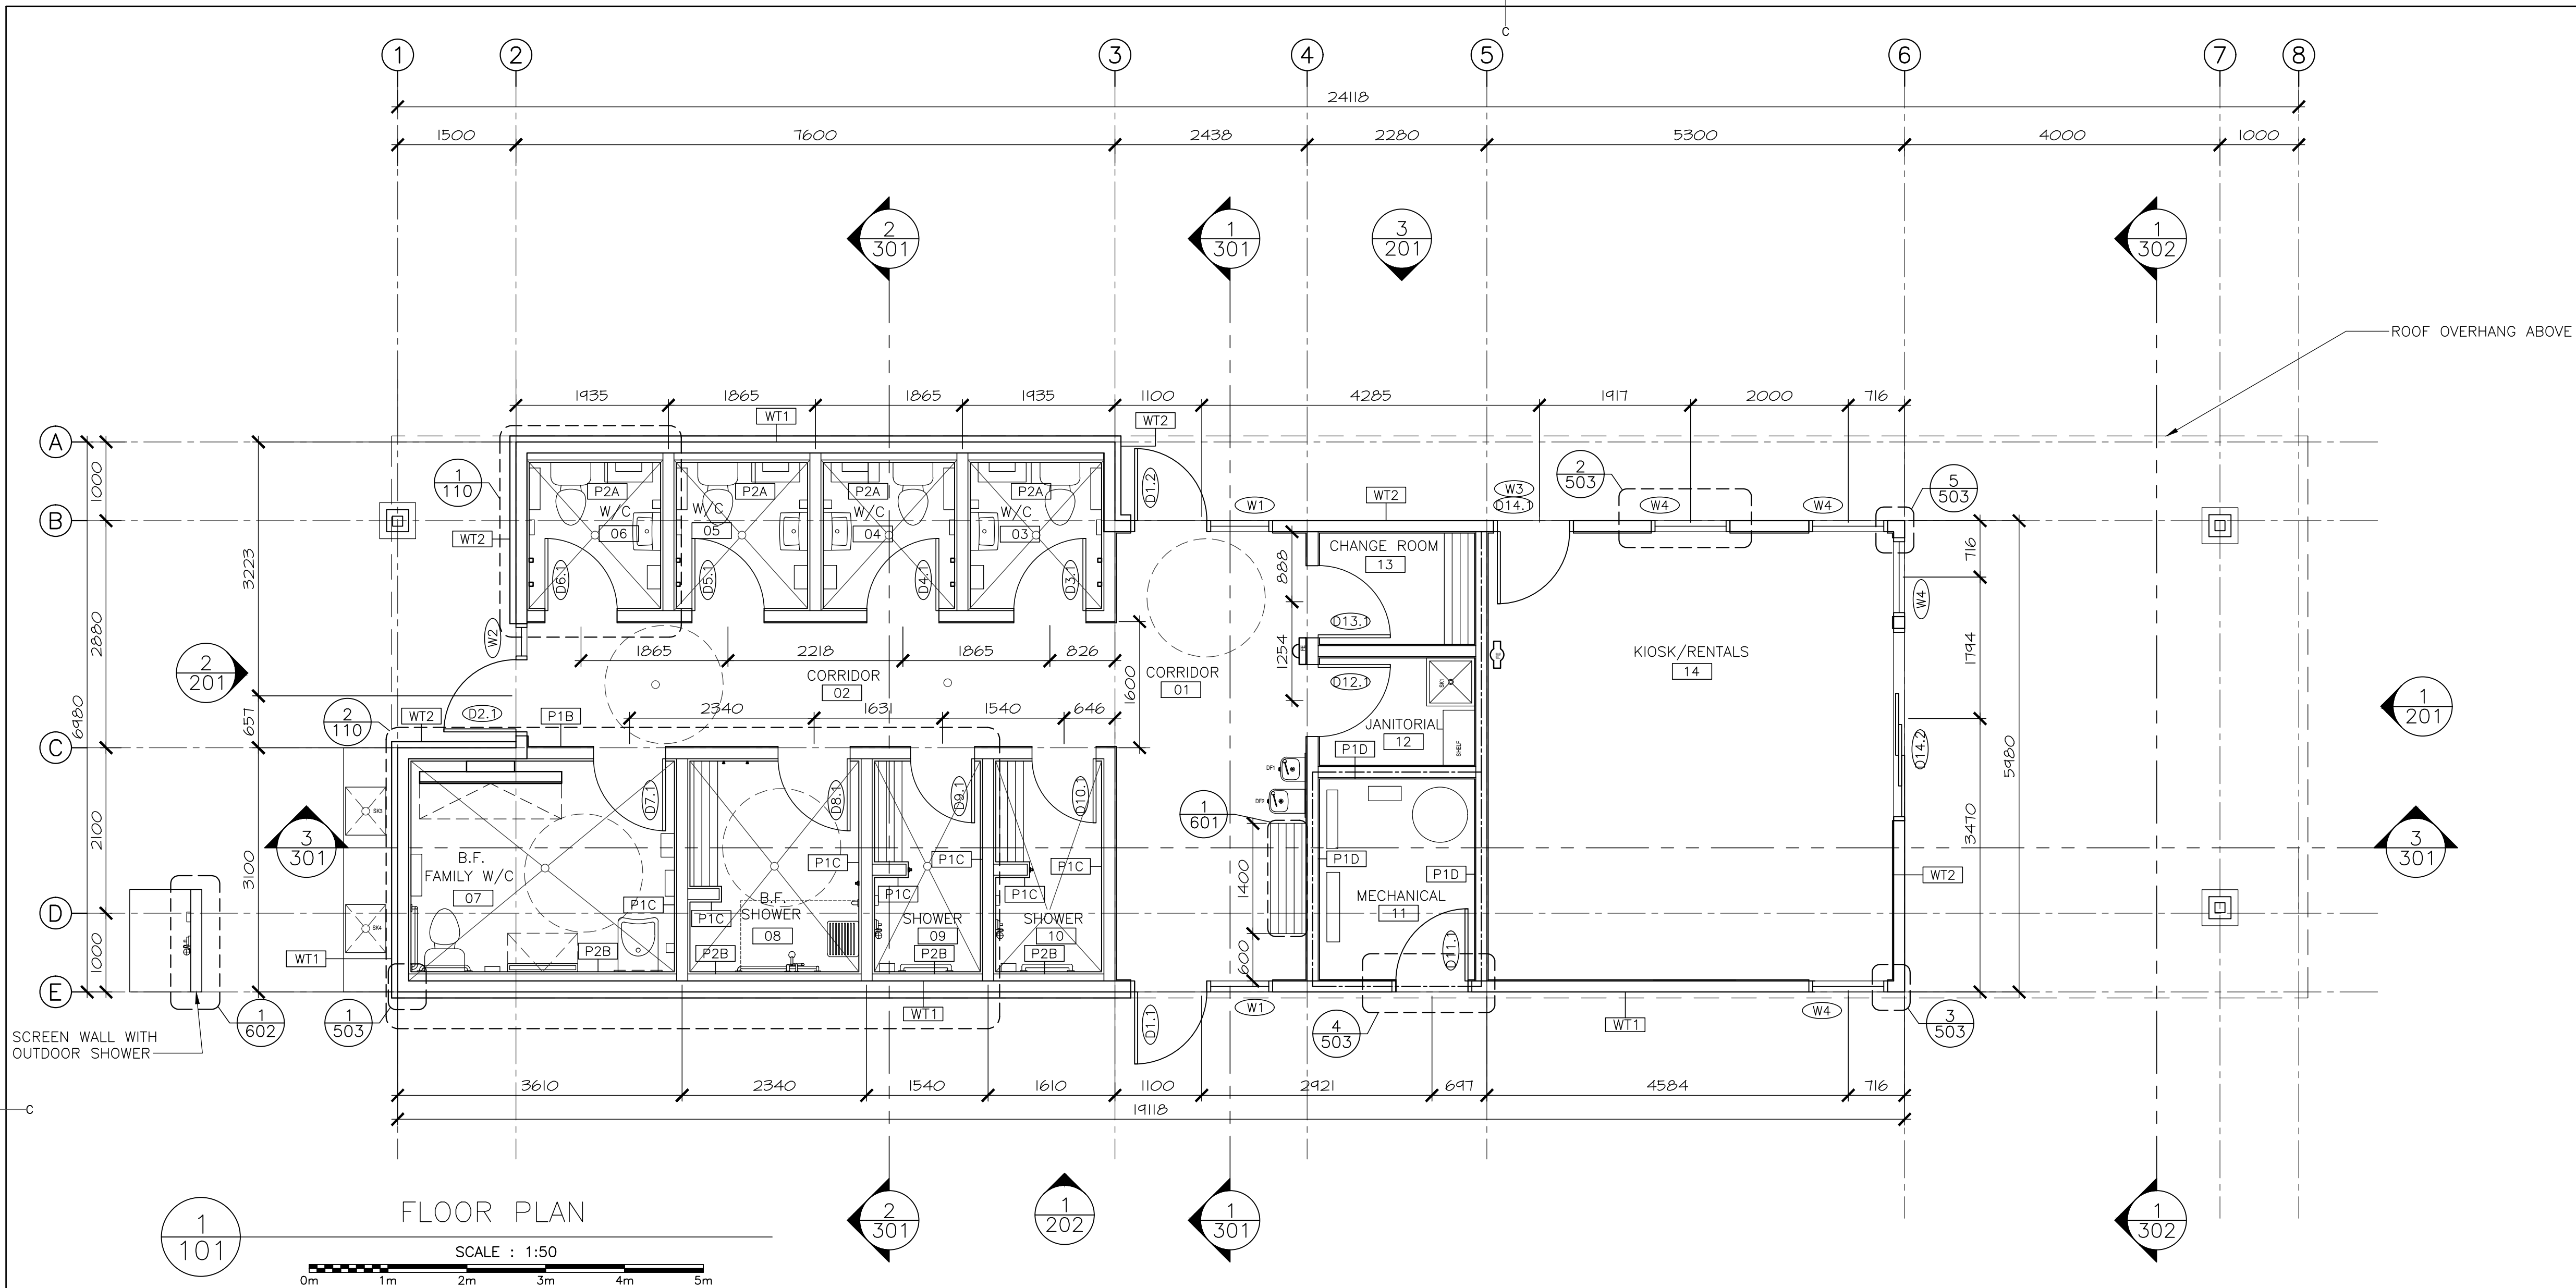 C
1 2 3 4 5 6 7 8
24118
1500 7600 2438 2280 5300 4000 1000
2
301
1
301
3
201
1
302
ROOF OVERHANG ABOVE
1935 1865 1865 1935 1100 4285 1917 2000 716
WT1
WT2
A
B
C
D
E
6980
1000
2880
2100
1000
3223
657
3100
1
110
WT2
P2A P2A P2A P2A
W/C
06
W/C
05
W/C
04
W/C
03
D6.1 D5.1 D4.1 D3.1
D1.2
W1
WT2
W3
D14.1
2
503
W4
W4
5
503
CHANGE ROOM
13
888
1254
D13.1
716
1794
3470
5980
W4
W2
2
201
1865 2218 1865 826
CORRIDOR
02
1600
CORRIDOR
01
FE
FE
KIOSK/RENTALS
14
D12.1
SK1
JANITORIAL
12
SHELF
P1D
2
110
WT2
D2.1
P1B
2340 1631 1540 646
1
201
D14.2
DF1
DF2
1
601
1400
600
3
301
SK3
SK4
B.F.
FAMILY W/C
07
D7.1 D8.1 D9.1 D10.1
P1C
P1C
P1C
P1C
P1C
P1C
P1C
B.F.
SHOWER
08
SHOWER
09
SHOWER
10
P2B
P2B
P2B
P2B
P1D
P1D
MECHANICAL
11
D11.1
WT2
3
301
WT1
SCREEN WALL WITH
OUTDOOR SHOWER
1
602
1
503
WT1
D1.1
W1
4
503
WT1
W4
3
503
3610 2340 1540 1610 1100 2921 697 4584 716
19118
C
2
301
1
202
1
301
1
302
1
101
FLOOR PLAN
SCALE : 1:50
0m 1m 2m 3m 4m 5m